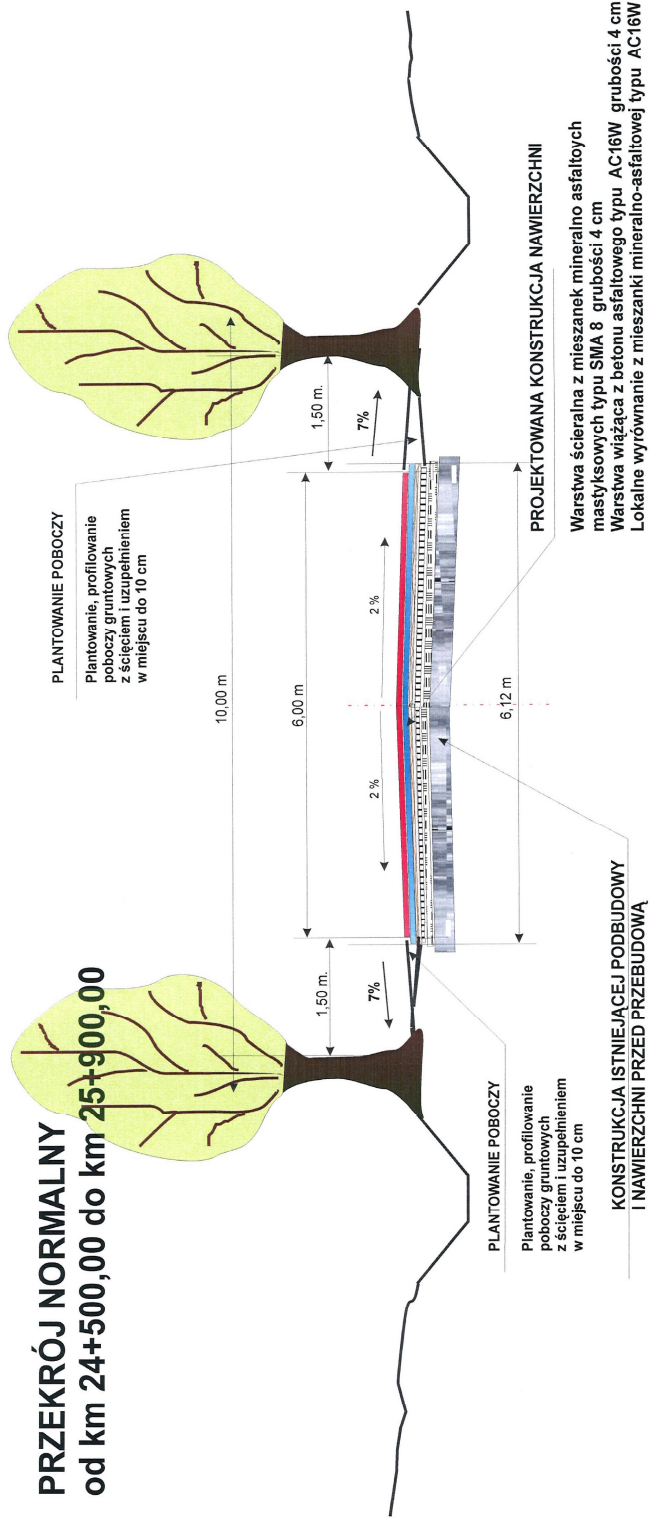 PRZEKRÓJ NORMALNY
od km 24+500,00 do km 25+900,00
PLANTOWANIE POBOCZY
Plantowanie, profilowanie
poboczy gruntowych
z ścięciem i uzupełnieniem
w miejscu do 10 cm
10,00 m
6,00 m
1,50 m.
1,50 m.
7%
7%
2 %
2 %
6,12 m
PLANTOWANIE POBOCZY
Plantowanie, profilowanie
poboczy gruntowych
z ścięciem i uzupełnieniem
w miejscu do 10 cm
KONSTRUKCJA ISTNIEJĄCEJ PODBUDOWY
I NAWIERZCHNI PRZED PRZEBUDOWĄ
PROJEKTOWANA KONSTRUKCJA NAWIERZCHNI
Warstwa ścieralna z mieszanek mineralno asfaltoych
mastyksowych typu SMA 8 grubości 4 cm
Warstwa wiążąca z betonu asfaltowego typu AC16W grubości 4 cm
Lokalne wyrównanie z mieszanki mineralno-asfaltowej typu AC16W